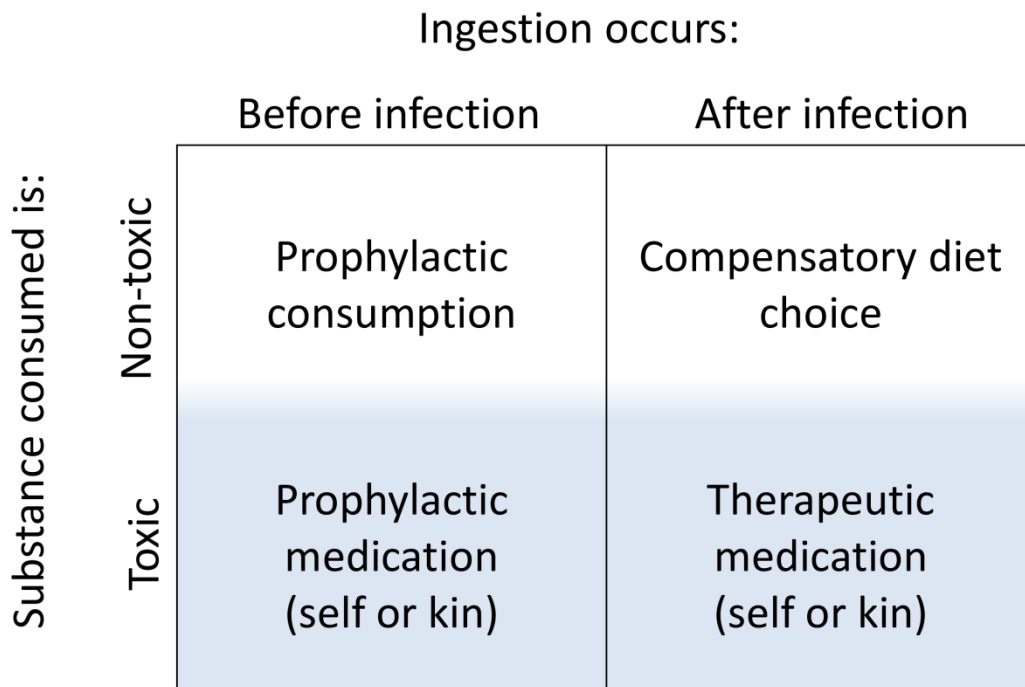 Ingestion occurs:
Before infection
After infection
Substance consumed is:
Non-toxic
Prophylactic
consumption
Compensatory diet
choice
Toxic
Prophylactic
medication
(self or kin)
Therapeutic
medication
(self or kin)